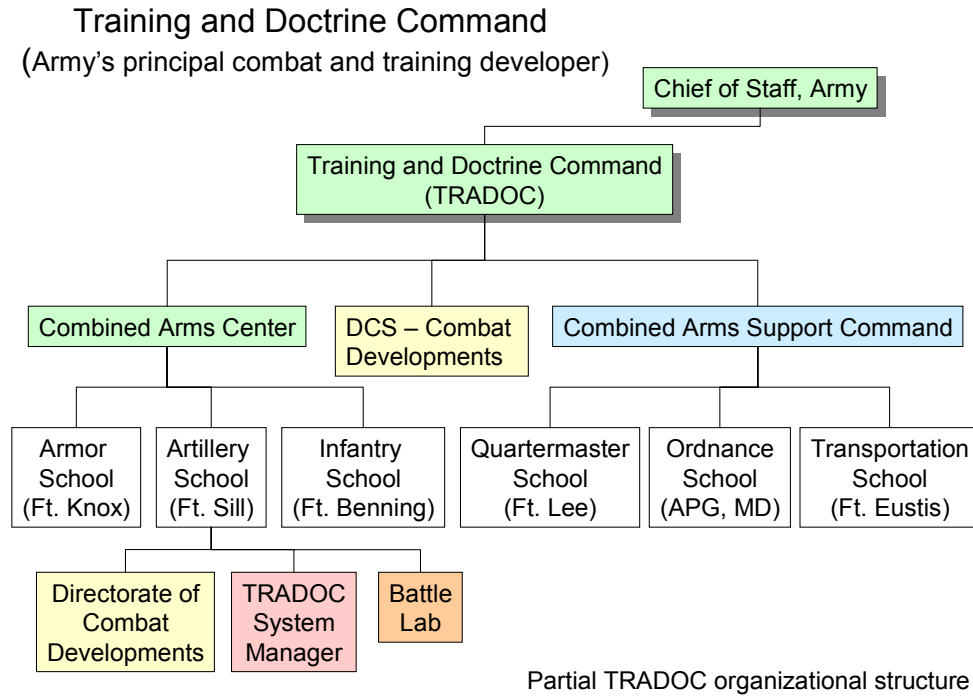 Training and Doctrine Command
(Army's principal combat and training developer)
Chief of Staff, Army
Training and Doctrine Command
(TRADOC)
Combined Arms Center
DCS – Combat
Developments
Combined Arms Support Command
Armor
School
(Ft. Knox)
Artillery
School
(Ft. Sill)
Infantry
School
(Ft. Benning)
Quartermaster
School
(Ft. Lee)
Ordnance
School
(APG, MD)
Transportation
School
(Ft. Eustis)
Directorate of
Combat
Developments
TRADOC
System
Manager
Battle
Lab
Partial TRADOC organizational structure